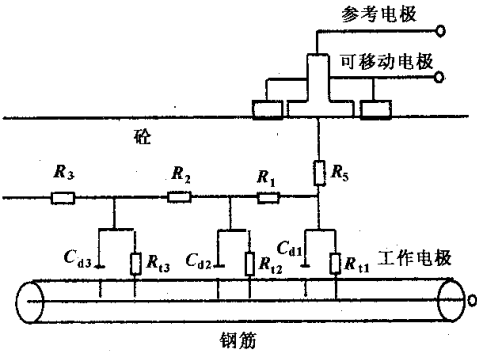 参考电极
可移动电极
砼
R5
R3
R2
R1
Cd3
Rt3
Cd2
Rt2
Cd1
Rt1
工作电极
钢筋